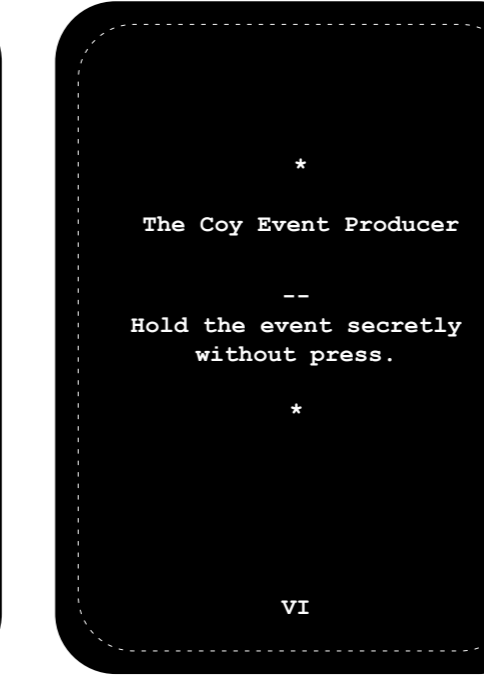 *
The Coy Event Producer
--
Hold the event secretly
without press.
*
VI